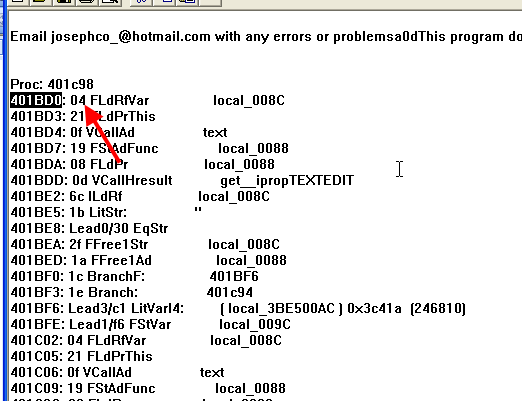 Email josephco_@hotmail.com with any errors or problemsa0dThis program do
Proc: 401c98
401BD0: 04 FLdRfVar local_008C
401BD3: 21 FLdPrThis
401BD4: 0f VCallAd text
401BD7: 19 FStAdFunc local_0088
401BDA: 08 FLdPr local_0088
401BDD: 0d VCallHresult get__ipropTEXTEDIT
401BE2: 6c ILdRf local_008C
401BE5: 1b LitStr: ''
401BE8: Lead0/30 EqStr
401BEA: 2f FFree1Str local_008C
401BED: 1a FFree1Ad local_0088
401BF0: 1c BranchF: 401BF6
401BF3: 1e Branch: 401c94
401BF6: Lead3/c1 LitVarI4: ( local_3BE500AC ) 0x3c41a (246810)
401BFE: Lead1/f6 FStVar local_009C
401C02: 04 FLdRfVar local_008C
401C05: 21 FLdPrThis
401C06: 0f VCallAd text
401C09: 19 FStAdFunc local_0088